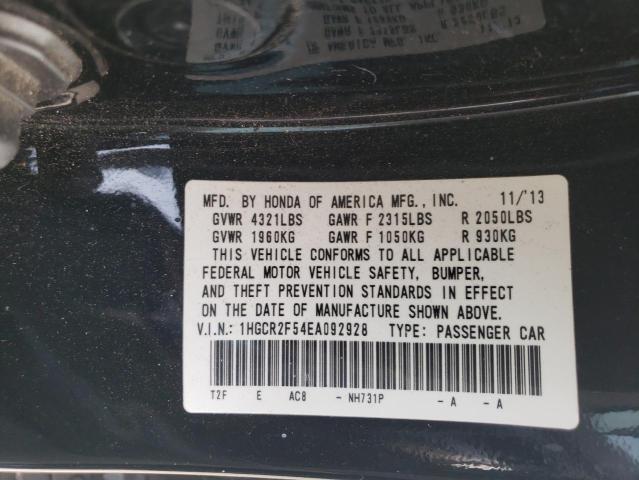 MFD. BY HONDA OF AMERICA MFG., INC. 11/'13
GVWR 4321LBS GAWR F 2315LBS R 2050LBS
GVWR 1960KG GAWR F 1050KG R 930KG
THIS VEHICLE CONFORMS TO ALL APPLICABLE
FEDERAL MOTOR VEHICLE SAFETY, BUMPER,
AND THEFT PREVENTION STANDARDS IN EFFECT
ON THE DATE OF MANUFACTURE SHOWN ABOVE.
V.I.N.: 1HGCR2F54EA092928 TYPE: PASSENGER CAR
T2F E AC8 - NH731P - A - A